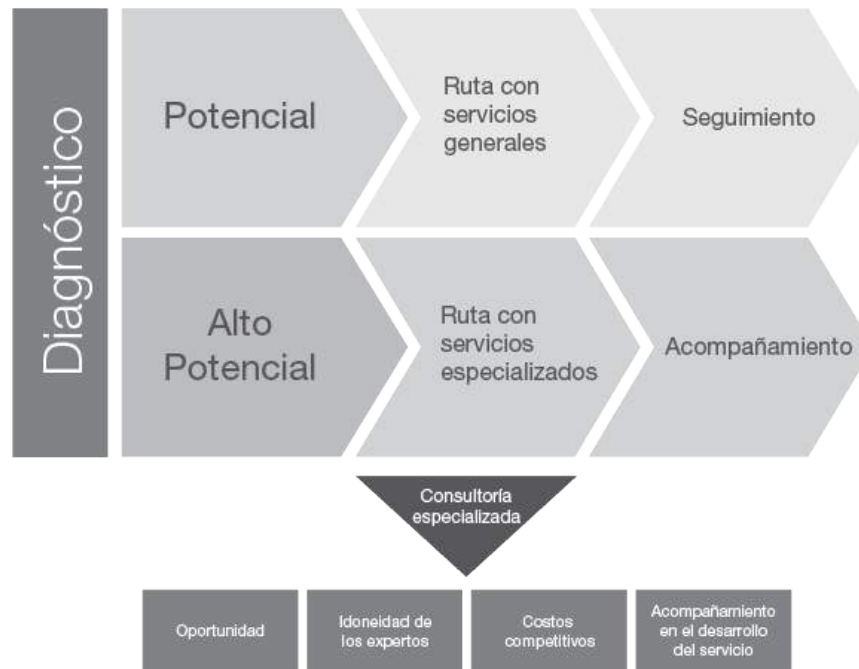 Diagnóstico
Potencial
Ruta con
servicios
generales
Seguimiento
Alto
Potencial
Ruta con
servicios
especializados
Acompañamiento
Consultoría
especializada
Oportunidad
Idoneidad de
los expertos
Costos
competitivos
Acompañamiento
en el desarrollo
del servicio